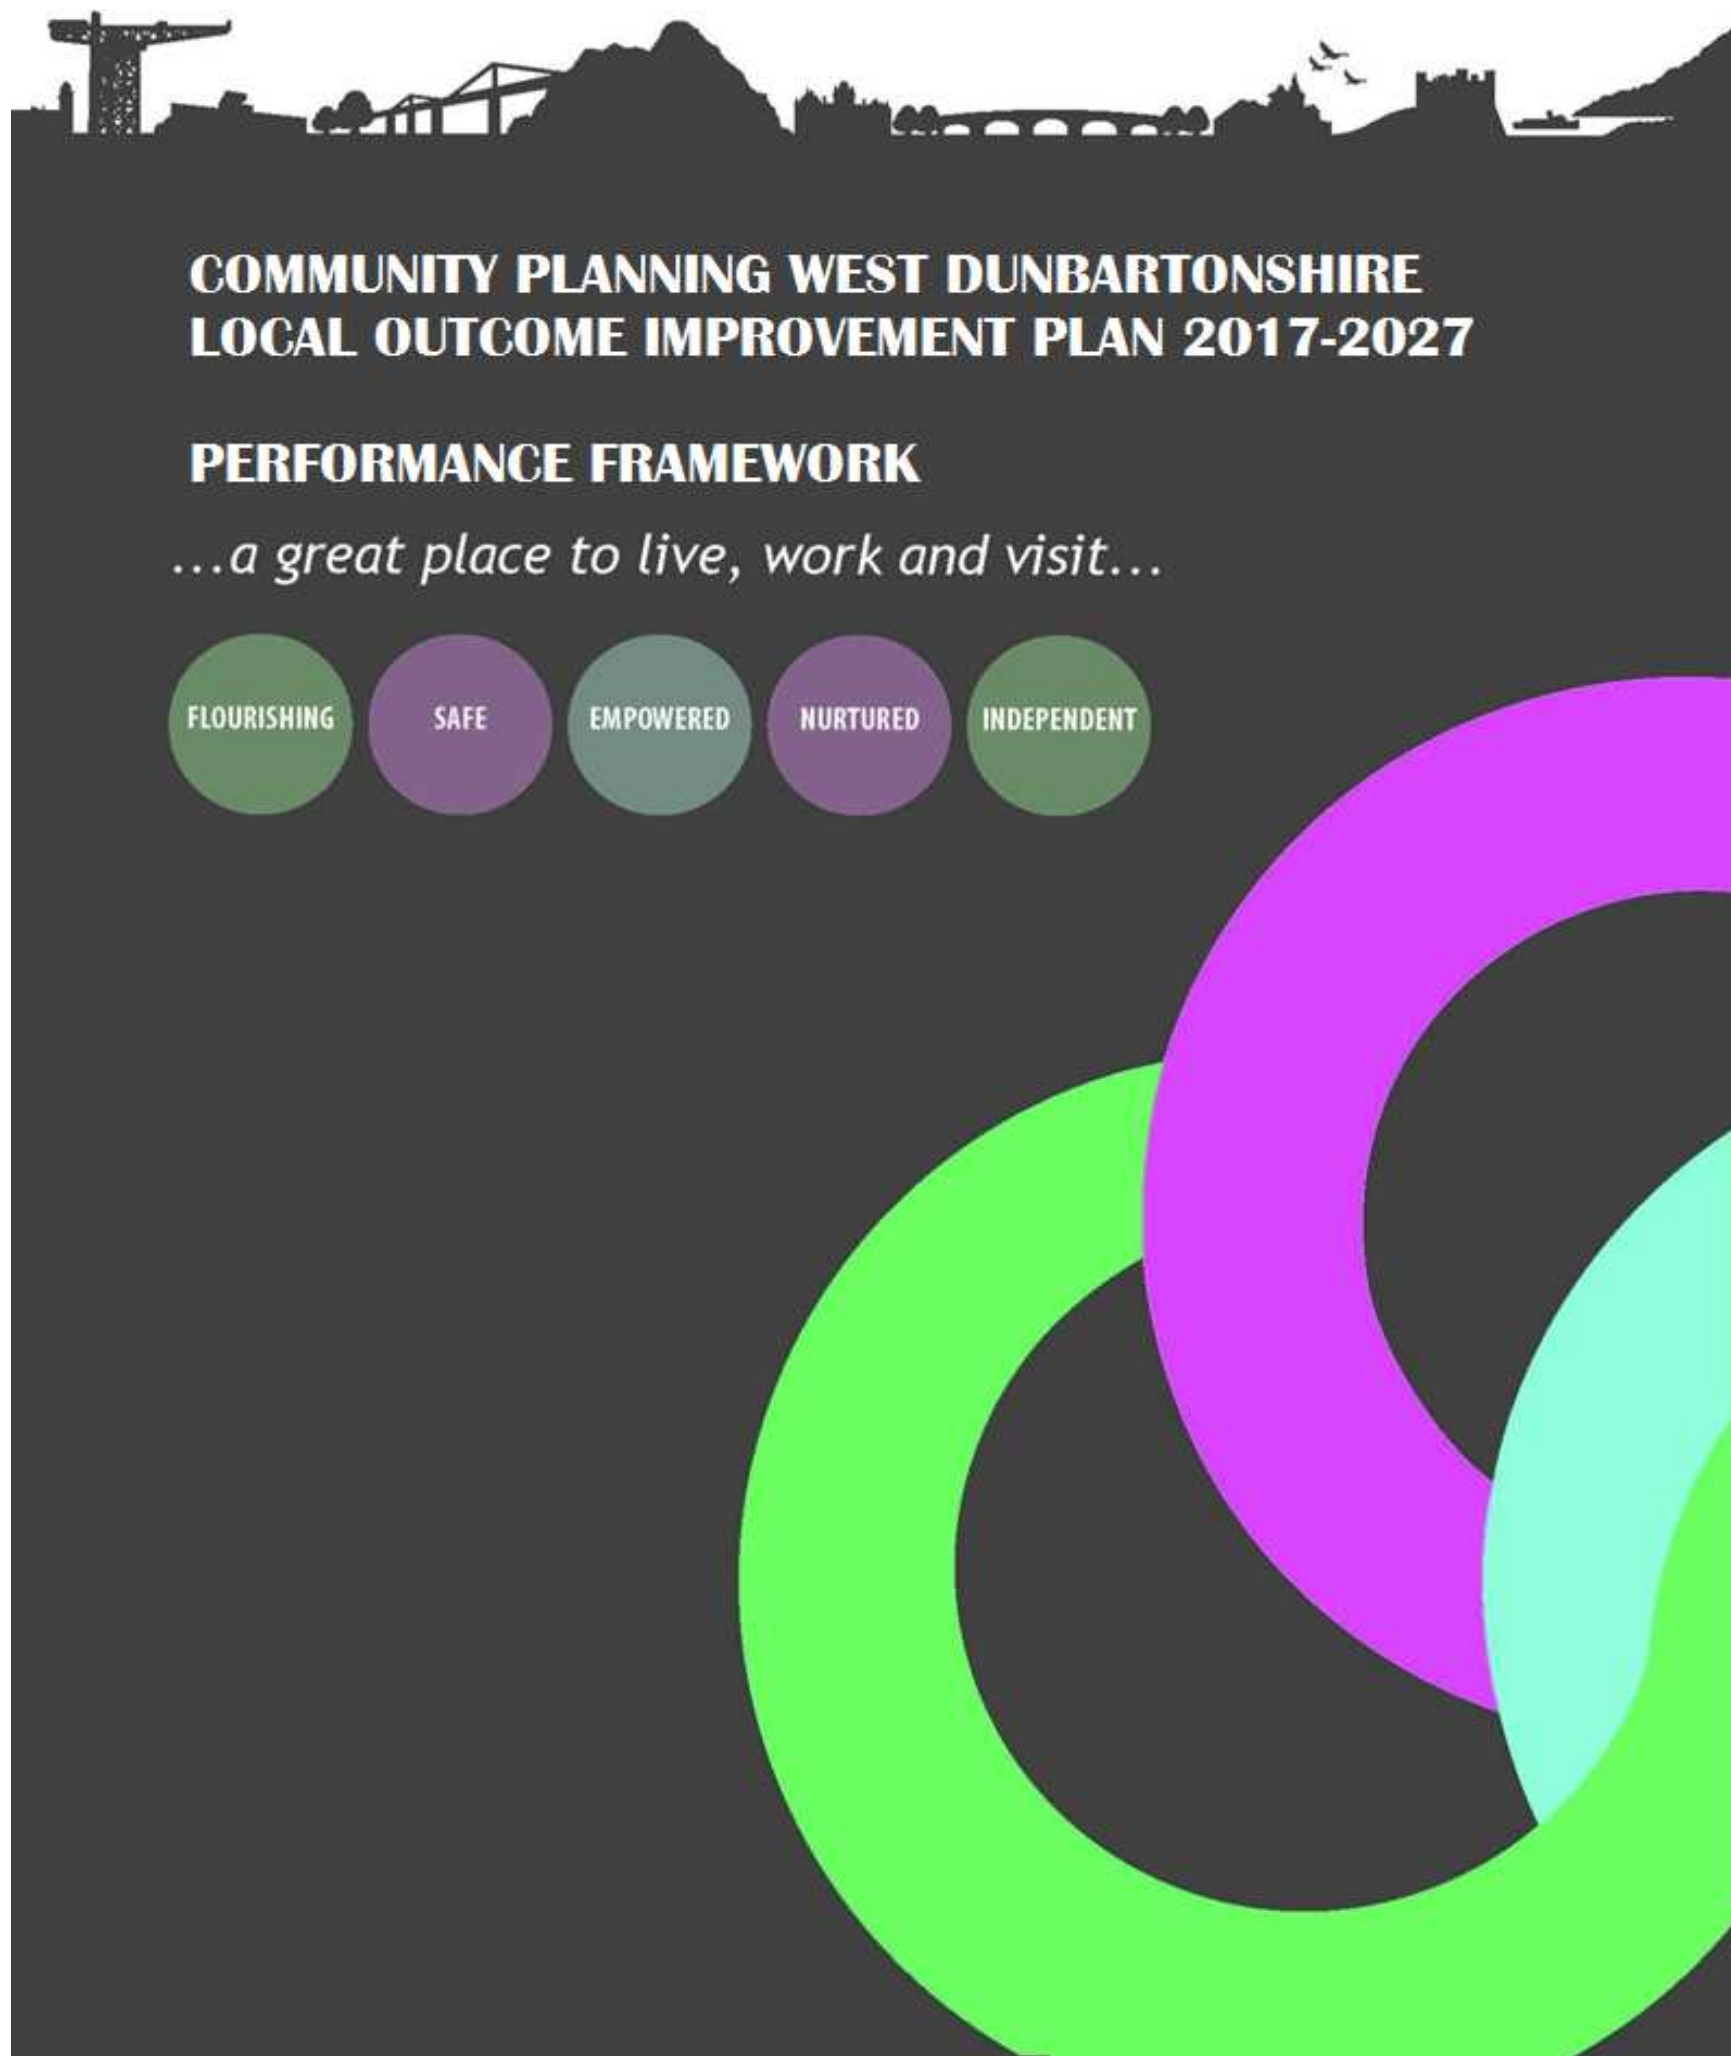 COMMUNITY PLANNING WEST DUNBARTONSHIRE
LOCAL OUTCOME IMPROVEMENT PLAN 2017-2027
PERFORMANCE FRAMEWORK
...a great place to live, work and visit...
FLOURISHING
SAFE
EMPOWERED
NURTURED
INDEPENDENT